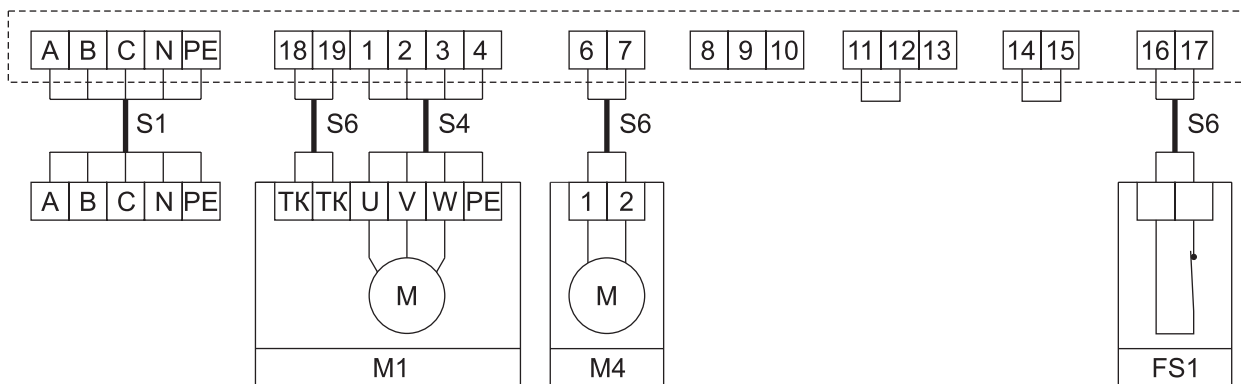 A B C N PE 18 19 1 2 3 4 6 7 8 9 10 11 12 13 14 15 16 17
S1 S6 S4 S6 S6
A B C N PE ТК ТК U V W PE 1 2
M M
M1 M4 FS1